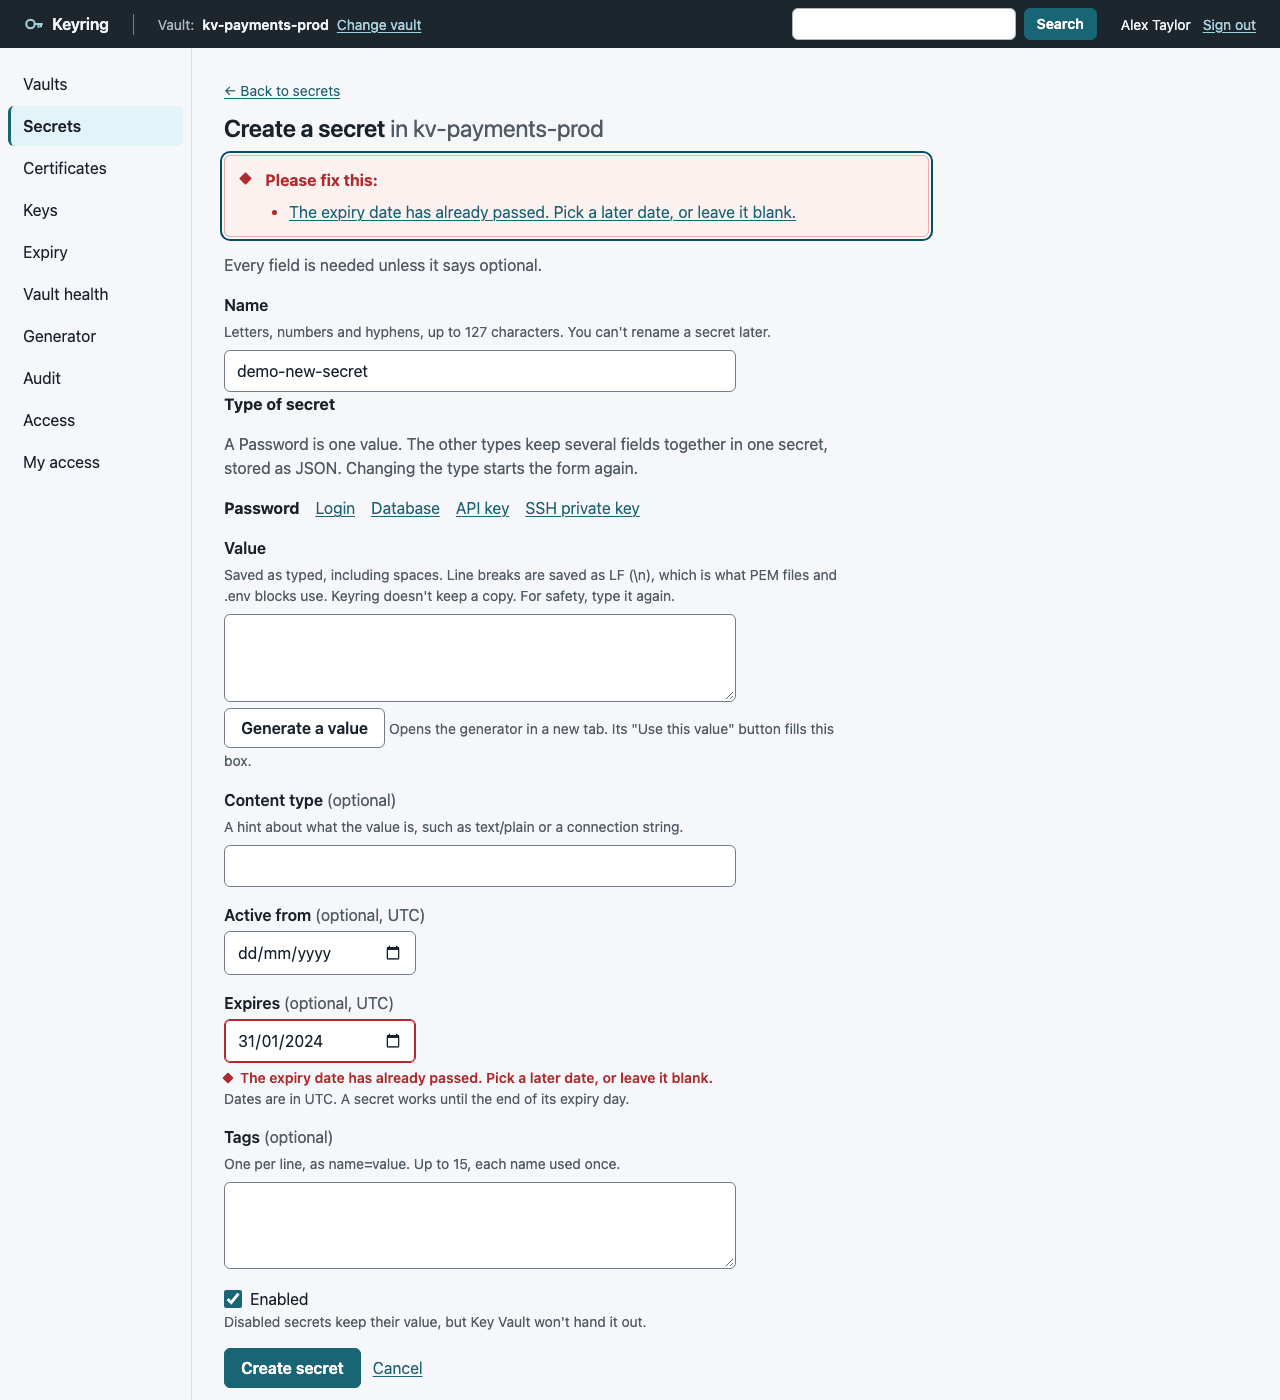 Keyring
Vault: kv-payments-prod Change vault
Search
Alex Taylor Sign out
Vaults
Secrets
Certificates
Keys
Expiry
Vault health
Generator
Audit
Access
My access
← Back to secrets
Create a secret in kv-payments-prod
Please fix this:
• The expiry date has already passed. Pick a later date, or leave it blank.
Every field is needed unless it says optional.
Name
Letters, numbers and hyphens, up to 127 characters. You can't rename a secret later.
demo-new-secret
Type of secret
A Password is one value. The other types keep several fields together in one secret,
stored as JSON. Changing the type starts the form again.
Password Login Database API key SSH private key
Value
Saved as typed, including spaces. Line breaks are saved as LF (\n), which is what PEM files and
.env blocks use. Keyring doesn't keep a copy. For safety, type it again.
Generate a value Opens the generator in a new tab. Its "Use this value" button fills this
box.
Content type (optional)
A hint about what the value is, such as text/plain or a connection string.
Active from (optional, UTC)
dd/mm/yyyy
Expires (optional, UTC)
31/01/2024
The expiry date has already passed. Pick a later date, or leave it blank.
Dates are in UTC. A secret works until the end of its expiry day.
Tags (optional)
One per line, as name=value. Up to 15, each name used once.
Enabled
Disabled secrets keep their value, but Key Vault won't hand it out.
Create secret Cancel